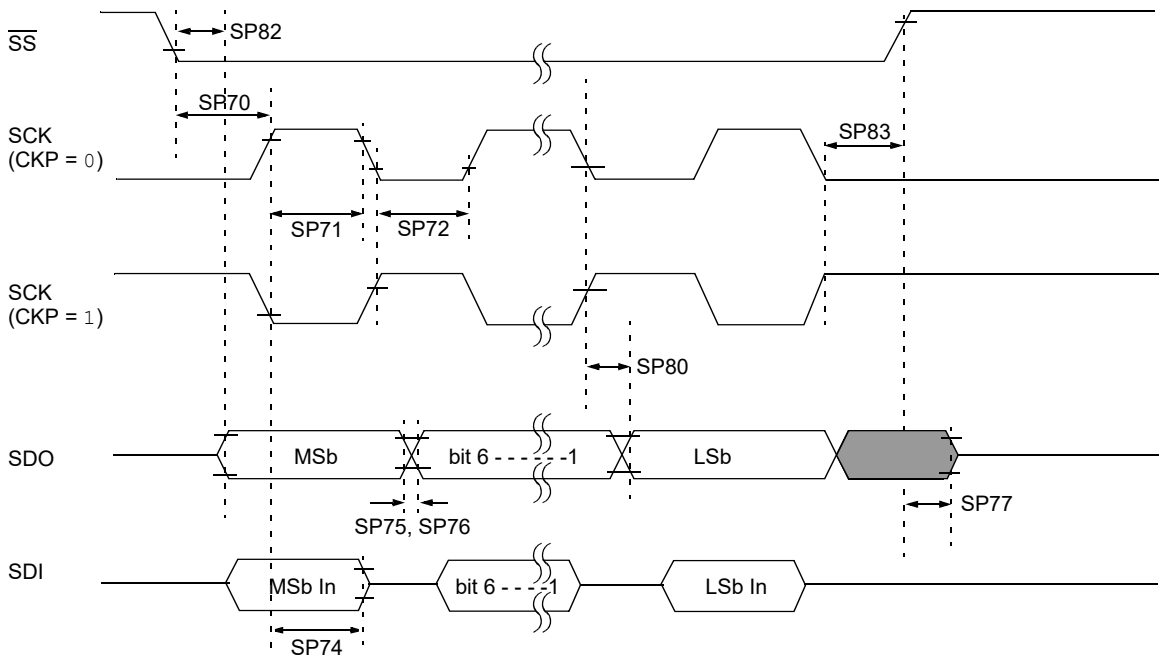 SS
SP82
SP70
SCK
(CKP = 0)
SP83
SP71
SP72
SCK
(CKP = 1)
SP80
SDO
MSb
bit 6 - - - - - - -1
LSb
SP75, SP76
SP77
SDI
MSb In
bit 6 - - - -1
LSb In
SP74